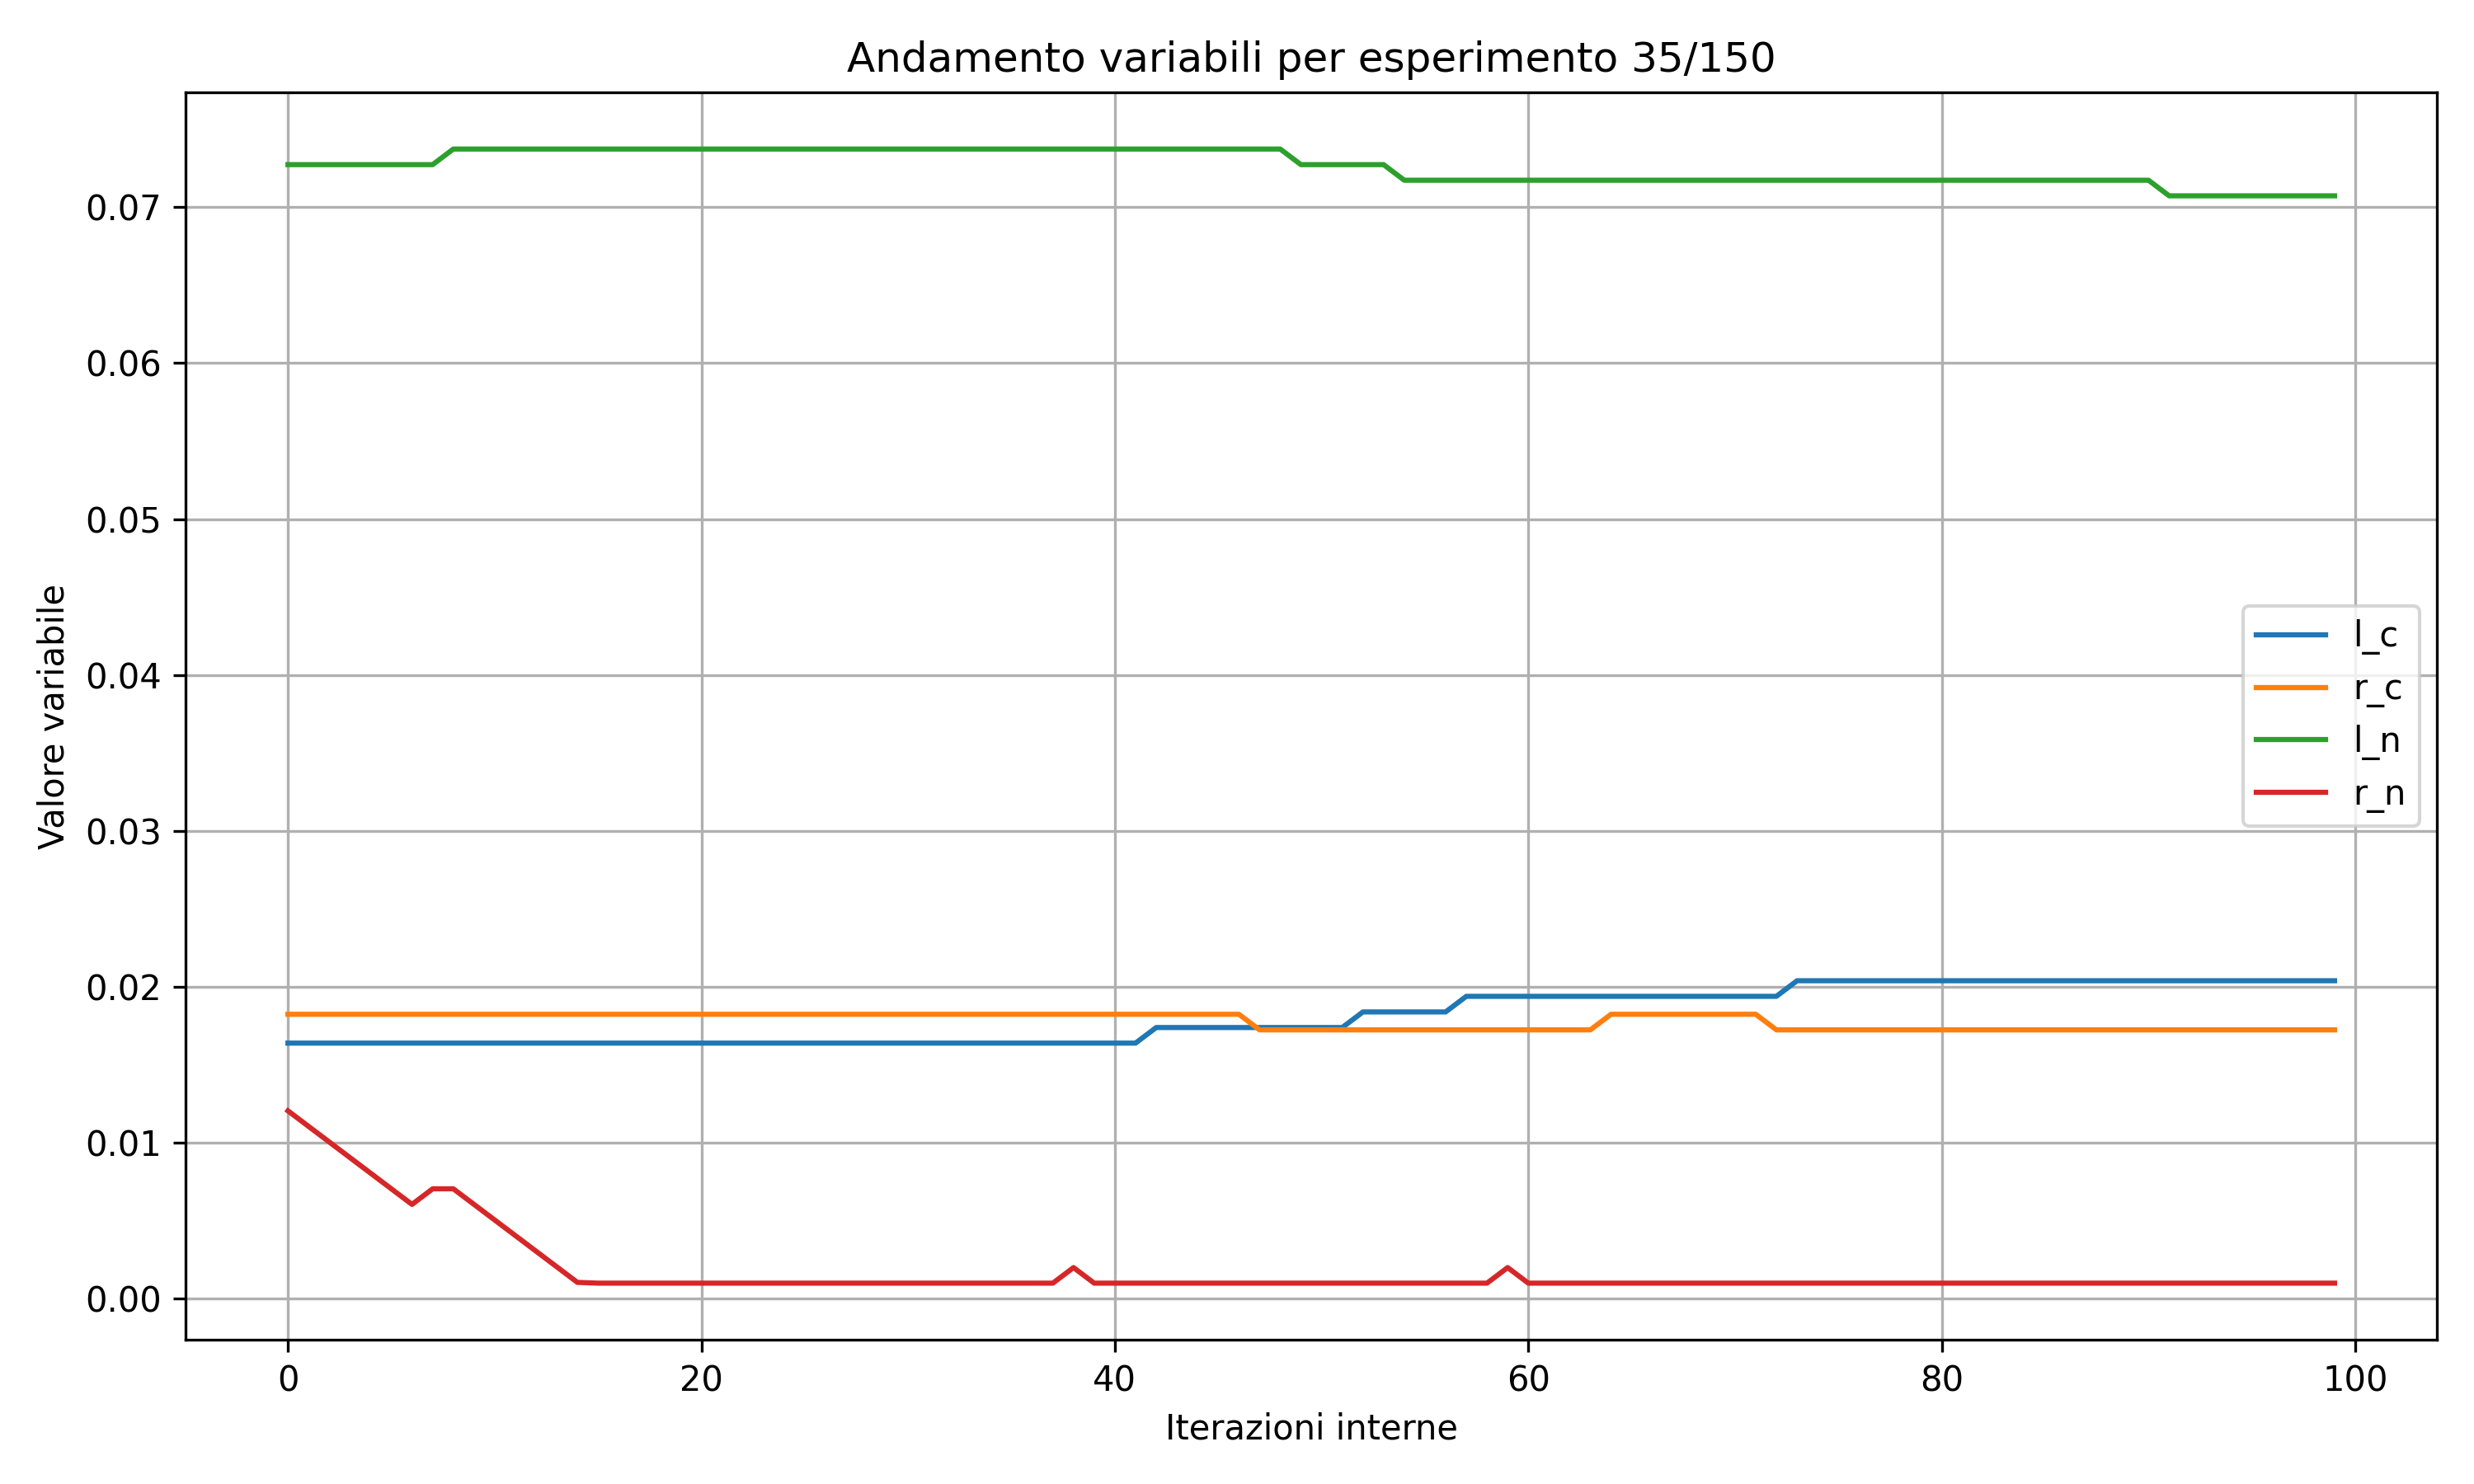 Andamento variabili per esperimento 35/150
Valore variabile
0.07
0.06
0.05
0.04
0.03
0.02
0.01
0.00
l_c
r_c
l_n
r_n
0 20 40 60 80 100
Iterazioni interne